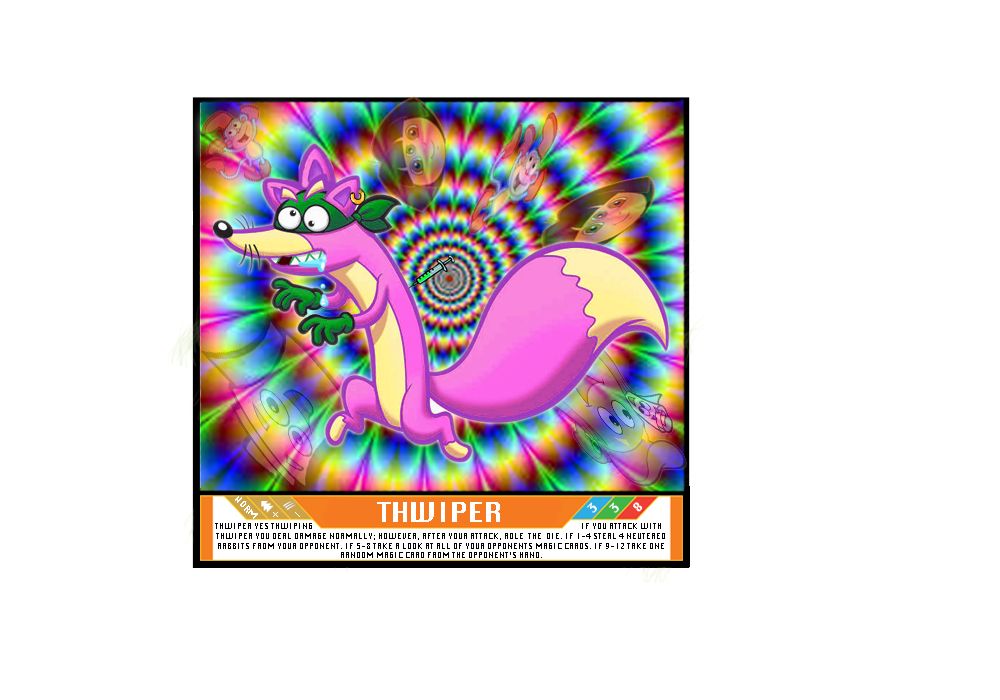 NORM
THWIPER
3 3 8
THWIPER YES THWIPING IF YOU ATTACK WITH
THWIPER YOU DEAL DAMAGE NORMALLY; HOWEVER, AFTER YOUR ATTACK, ROLE THE DIE. IF 1-4 STEAL 4 NEUTERED
RABBITS FROM YOUR OPPONENT. IF 5-8 TAKE A LOOK AT ALL OF YOUR OPPONENTS MAGIC CARDS. IF 9-12 TAKE ONE
RANDOM MAGIC CARD FROM THE OPPONENT'S HAND.